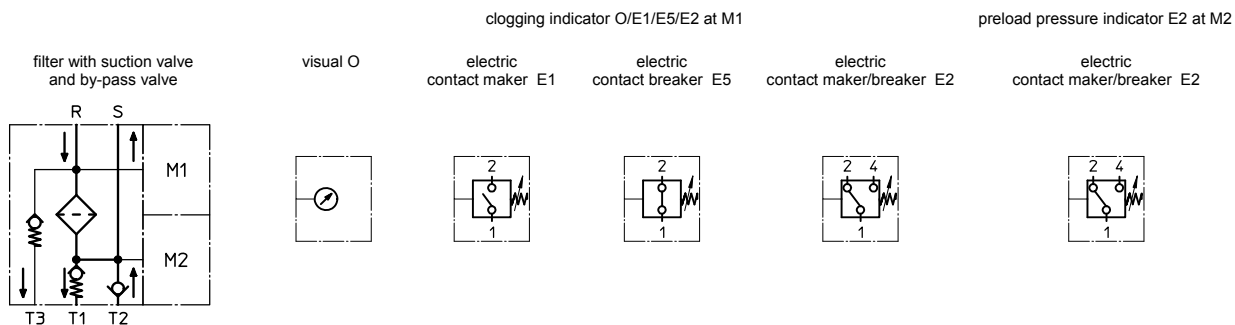 clogging indicator O/E1/E5/E2 at M1
preload pressure indicator E2 at M2
filter with suction valve
and by-pass valve
visual O
electric
contact maker E1
electric
contact breaker E5
electric
contact maker/breaker E2
electric
contact maker/breaker E2
R S
M1
M2
T3 T1 T2
2
1
2
1
2 4
1
2 4
1